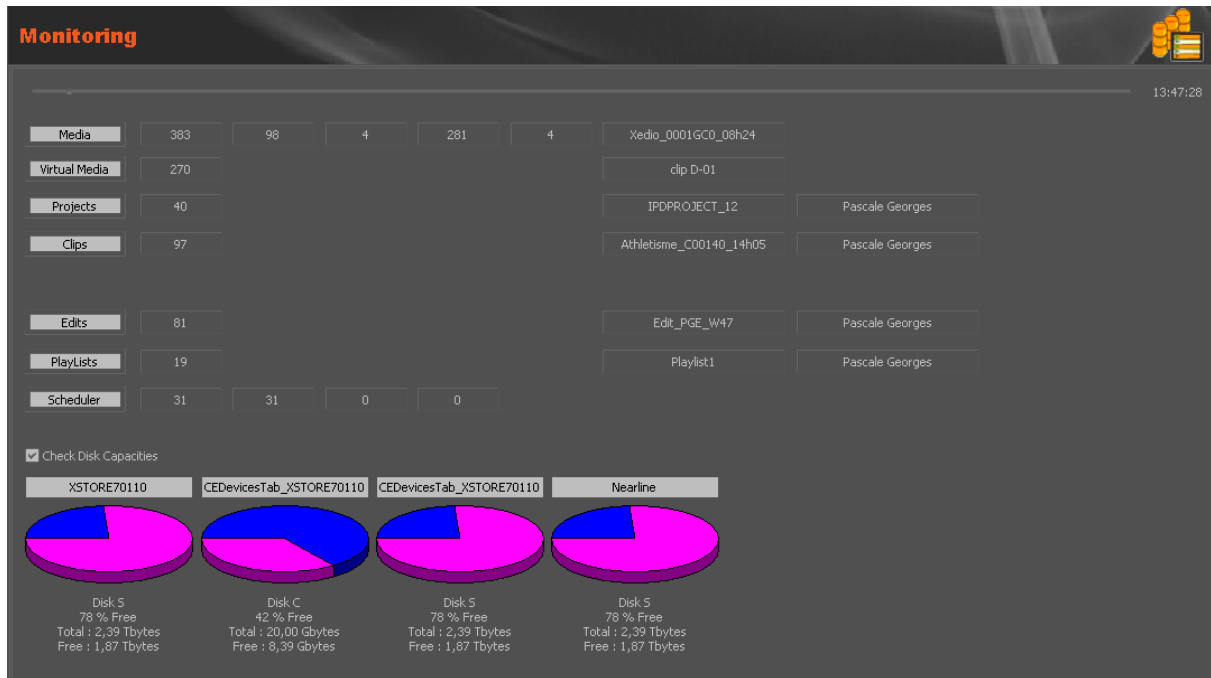 Monitoring
13:47:28
Media 383 98 4 281 4 Xedio_0001GC0_08h24
Virtual Media 270 clip D-01
Projects 40 IPDPROJECT_12 Pascale Georges
Clips 97 Athletisme_C00140_14h05 Pascale Georges
Edits 81 Edit_PGE_W47 Pascale Georges
PlayLists 19 Playlist1 Pascale Georges
Scheduler 31 31 0 0
Check Disk Capacities
XSTORE70110 CEDevicesTab_XSTORE70110 CEDevicesTab_XSTORE70110 Nearline
Disk S Disk C Disk S Disk S
78 % Free 42 % Free 78 % Free 78 % Free
Total : 2,39 Tbytes Total : 20,00 Gbytes Total : 2,39 Tbytes Total : 2,39 Tbytes
Free : 1,87 Tbytes Free : 8,39 Gbytes Free : 1,87 Tbytes Free : 1,87 Tbytes